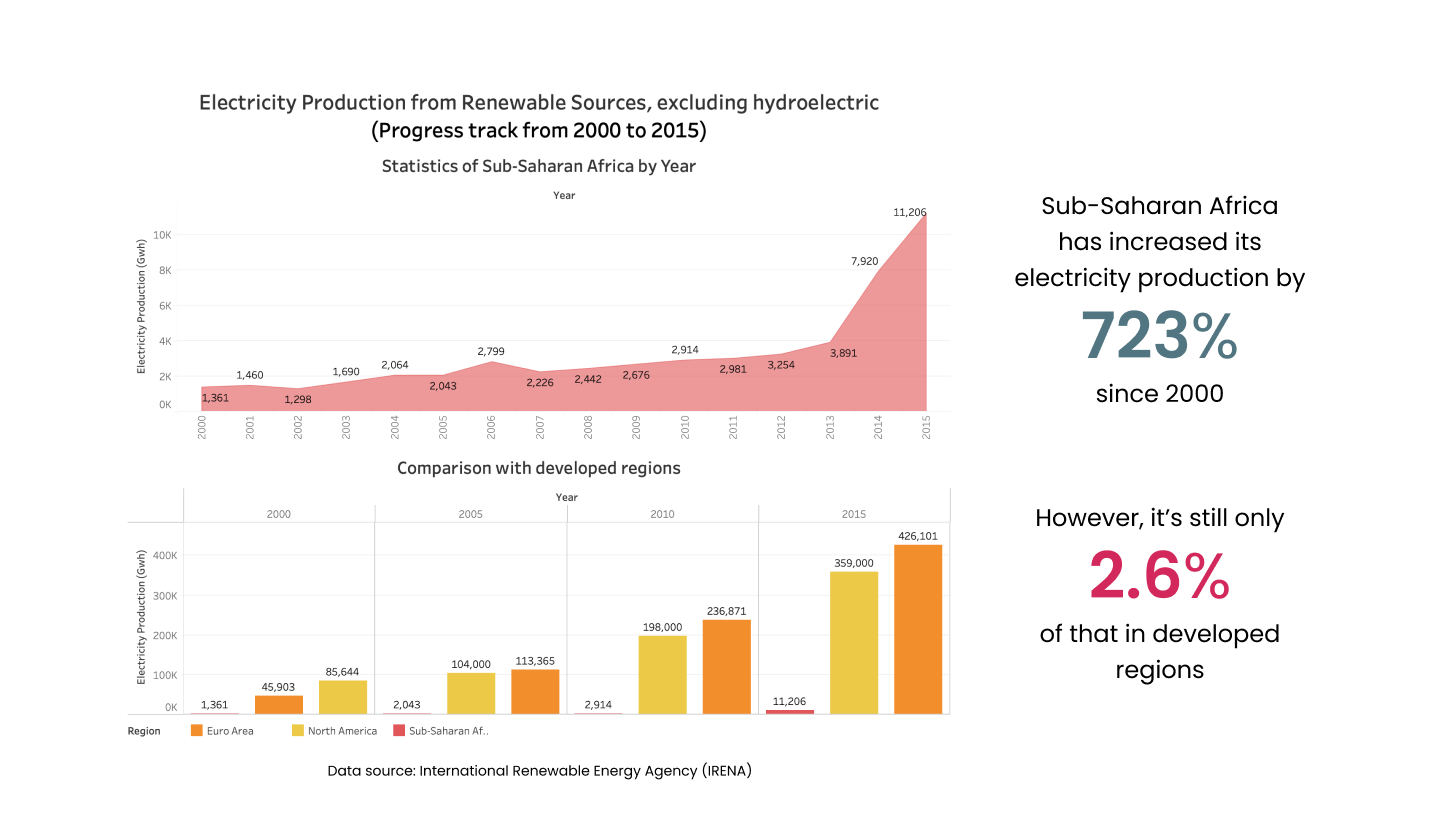 Electricity Production from Renewable Sources, excluding hydroelectric
(Progress track from 2000 to 2015)
Statistics of Sub-Saharan Africa by Year
Year
Electricity Production (Gwh)
10K
8K
6K
4K
2K
0K
1,361
1,460
1,298
1,690
2,064
2,043
2,799
2,226
2,442
2,676
2,914
2,981
3,254
3,891
7,920
11,206
2000
2001
2002
2003
2004
2005
2006
2007
2008
2009
2010
2011
2012
2013
2014
2015
Comparison with developed regions
Year
2000
2005
2010
2015
Electricity Production (Gwh)
400K
300K
200K
100K
0K
1,361
45,903
85,644
2,043
104,000
113,365
2,914
198,000
236,871
11,206
359,000
426,101
Region
Euro Area
North America
Sub-Saharan Af..
Data source: International Renewable Energy Agency (IRENA)
Sub-Saharan Africa
has increased its
electricity production by
723%
since 2000
However, it’s still only
2.6%
of that in developed
regions